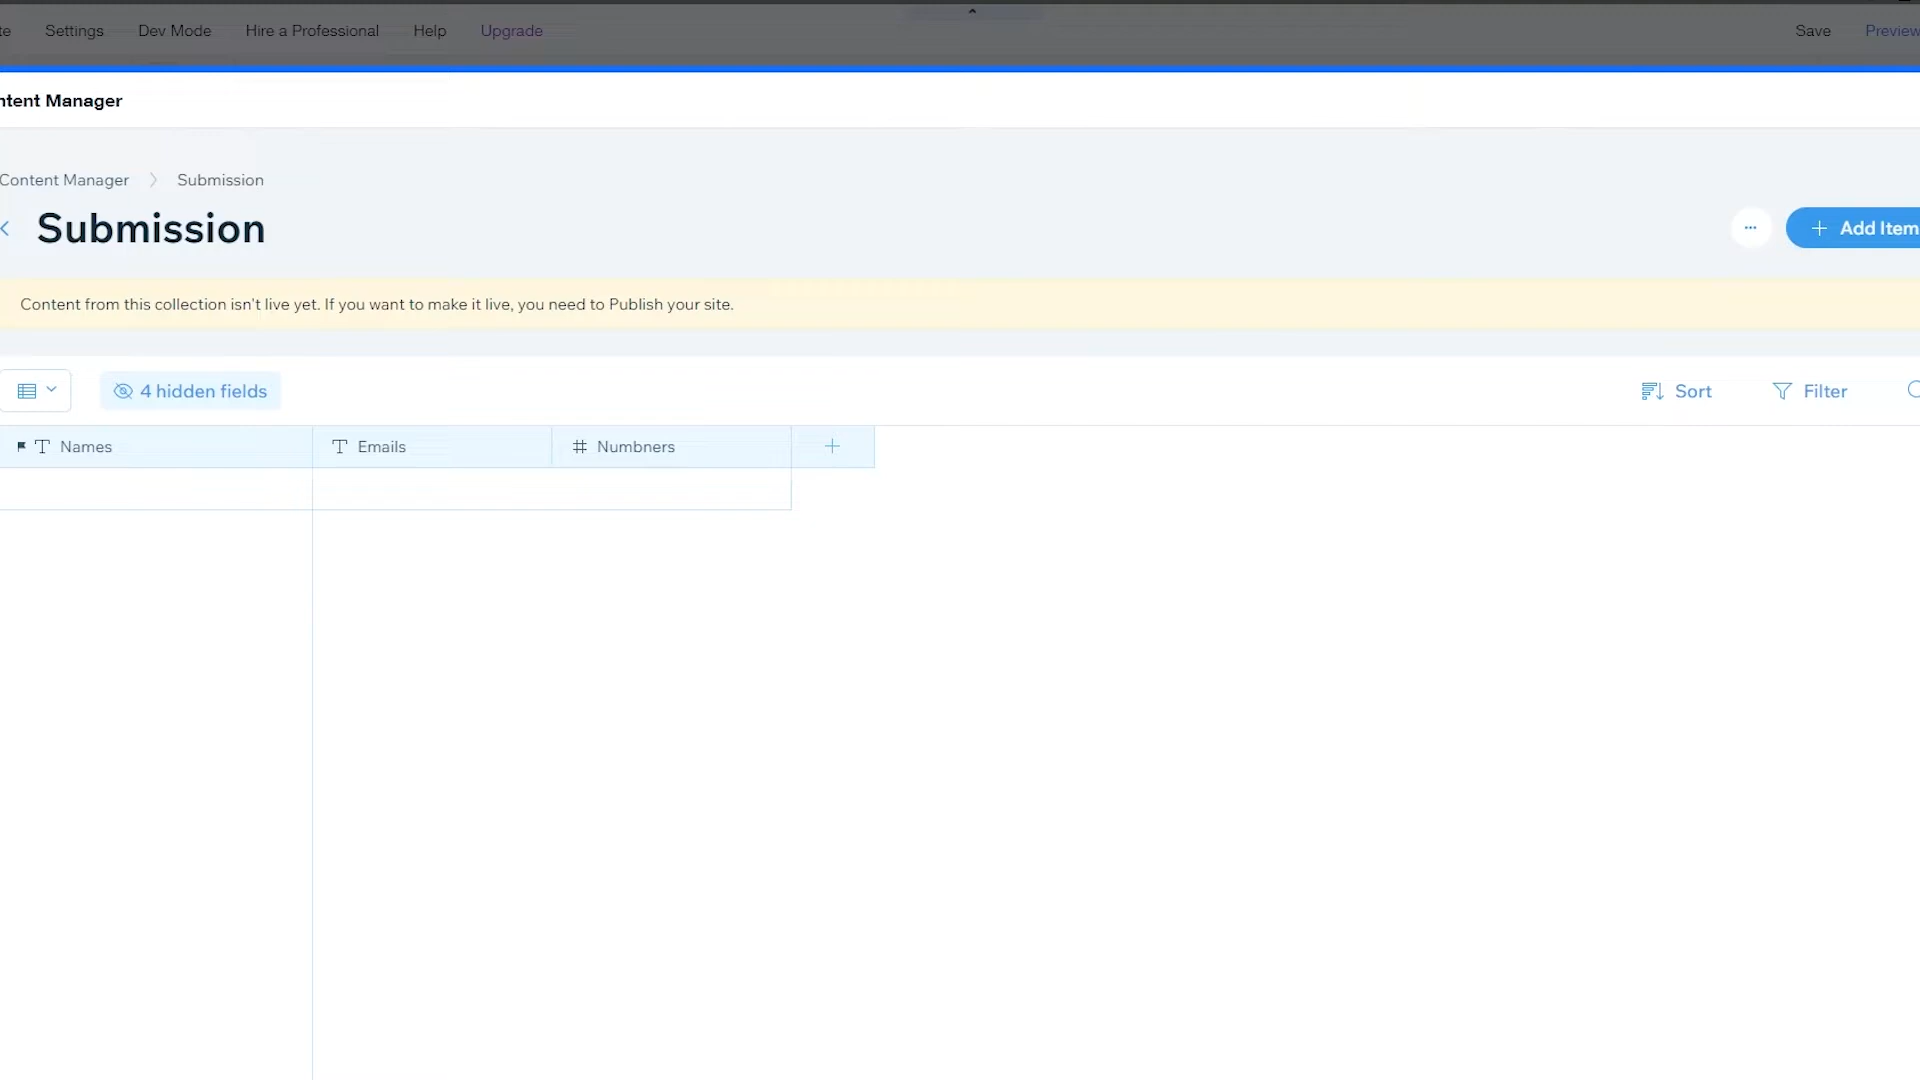 te Settings Dev Mode Hire a Professional Help Upgrade Save Preview
ntent Manager
Content Manager Submission
Submission
... + Add Item
Content from this collection isn't live yet. If you want to make it live, you need to Publish your site.
4 hidden fields Sort Filter
Names Emails # Numbners +